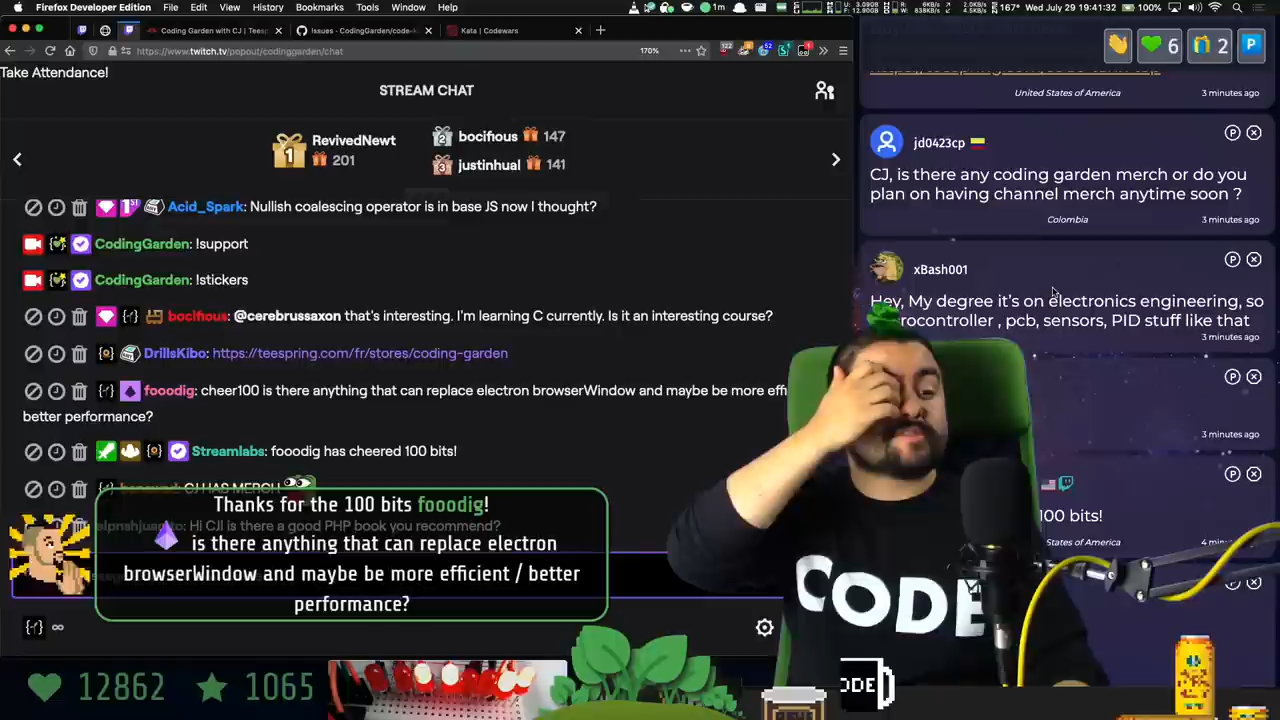 Firefox Developer Edition File Edit View History Bookmarks Tools Window Help
167° Wed July 29 19:41:32 100%
Coding Garden with CJ | Teesp
Issues · CodingGarden/code-k
Kata | Codewars
https://www.twitch.tv/popout/codinggarden/chat
170%
Take Attendance!
STREAM CHAT
1 RevivedNewt 201
2 bocifious 147
3 justinhual 141
Acid_Spark: Nullish coalescing operator is in base JS now I thought?
CodingGarden: !support
CodingGarden: !stickers
bocifious: @cerebrussaxon that's interesting. I'm learning C currently. Is it an interesting course?
DrillsKibo: https://teespring.com/fr/stores/coding-garden
fooodig: cheer100 is there anything that can replace electron browserWindow and maybe be more effi
better performance?
Streamlabs: fooodig has cheered 100 bits!
CJ HAS MERCH
Hi CJ! is there a good PHP book you recommend?
Thanks for the 100 bits fooodig!
is there anything that can replace electron
browserWindow and maybe be more efficient / better
performance?
12862 1065
6 2 P
United States of America 3 minutes ago
jd0423cp
CJ, is there any coding garden merch or do you
plan on having channel merch anytime soon ?
Colombia 3 minutes ago
xBash001
Hey, My degree it's on electronics engineering, so
rocontroller , pcb, sensors, PID stuff like that
3 minutes ago
3 minutes ago
100 bits!
States of America
CODE
ODE